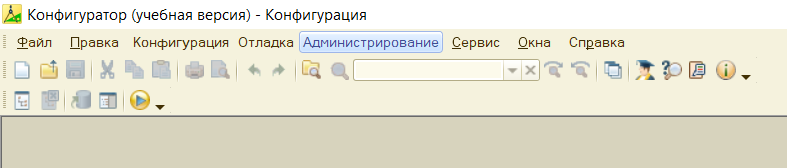 Конфигуратор (учебная версия) - Конфигурация
Файл Правка Конфигурация Отладка Администрирование Сервис Окна Справка